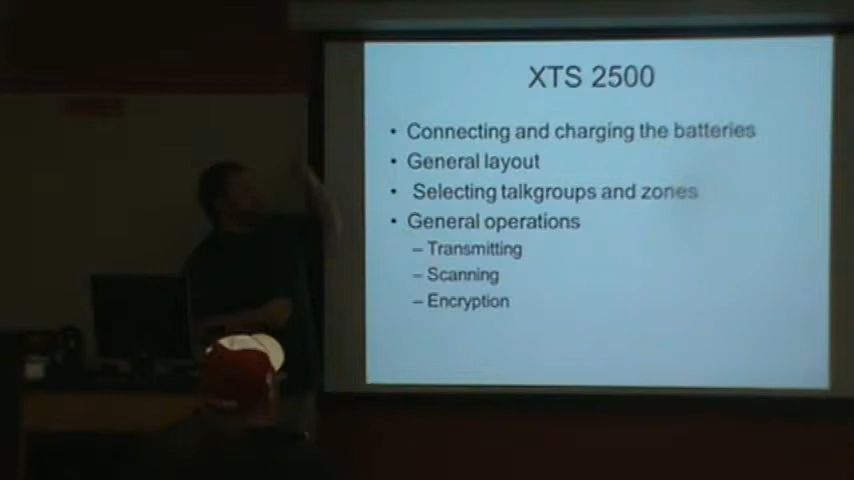 XTS 2500
• Connecting and charging the batteries
• General layout
• Selecting talkgroups and zones
• General operations
– Transmitting
– Scanning
– Encryption